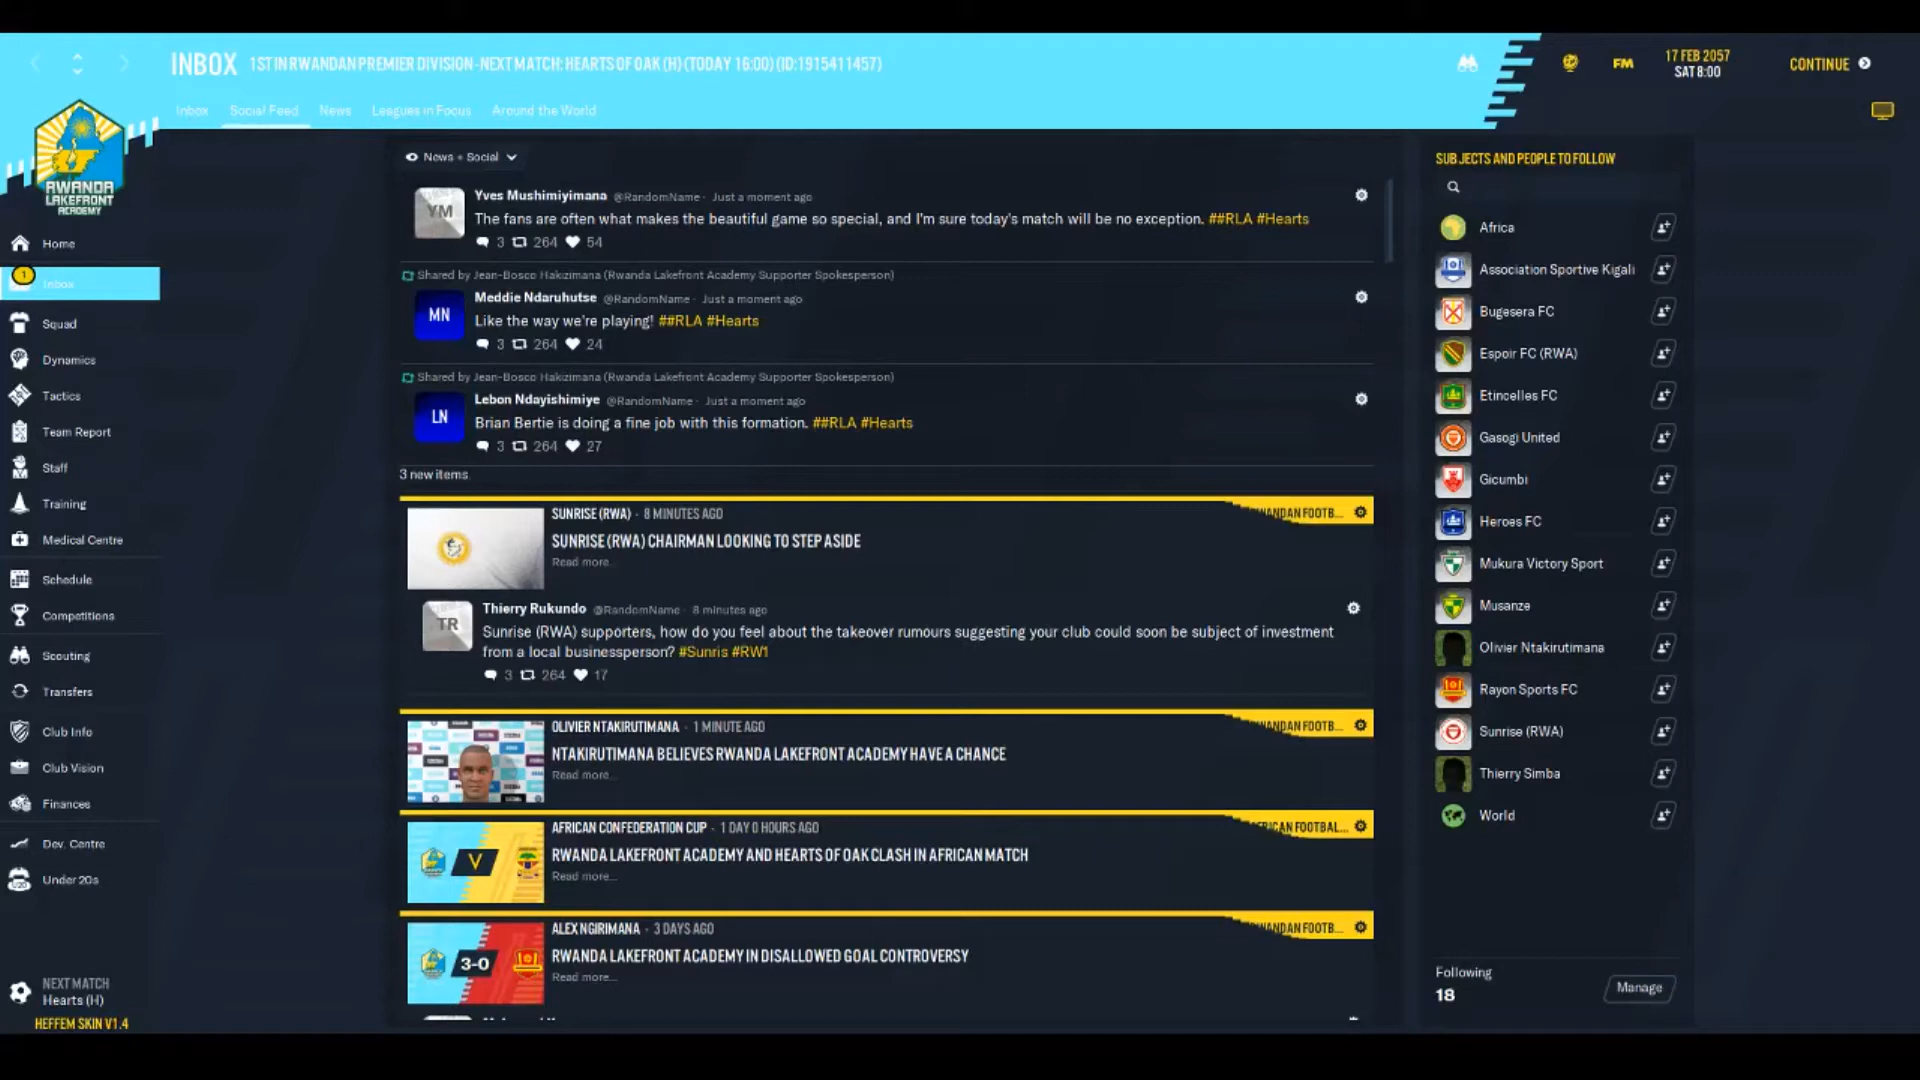 INBOX 1ST IN RWANDAN PREMIER DIVISION - NEXT MATCH: HEARTS OF OAK (H) (TODAY 16:00) (ID:1915411457)
FM
17 FEB 2057
SAT 8:00
CONTINUE
Inbox Social Feed News Leagues in Focus Around the World
RWANDA
LAKEFRONT
ACADEMY
Home
1
Inbox
Squad
Dynamics
Tactics
Team Report
Staff
Training
Medical Centre
Schedule
Competitions
Scouting
Transfers
Club Info
Club Vision
Finances
Dev. Centre
Under 20s
NEXT MATCH
Hearts (H)
HEFFEM SKIN V1.4
News + Social
YM
Yves Mushimiyimana @RandomName · Just a moment ago
The fans are often what makes the beautiful game so special, and I'm sure today's match will be no exception. ##RLA #Hearts
3 264 54
Shared by Jean-Bosco Hakizimana (Rwanda Lakefront Academy Supporter Spokesperson)
MN
Meddie Ndaruhutse @RandomName · Just a moment ago
Like the way we're playing! ##RLA #Hearts
3 264 24
Shared by Jean-Bosco Hakizimana (Rwanda Lakefront Academy Supporter Spokesperson)
LN
Lebon Ndayishimiye @RandomName · Just a moment ago
Brian Bertie is doing a fine job with this formation. ##RLA #Hearts
3 264 27
3 new items
SUNRISE (RWA) - 8 MINUTES AGO
WANDAN FOOTB...
SUNRISE (RWA) CHAIRMAN LOOKING TO STEP ASIDE
Read more...
TR
Thierry Rukundo @RandomName · 8 minutes ago
Sunrise (RWA) supporters, how do you feel about the takeover rumours suggesting your club could soon be subject of investment
from a local businessperson? #Sunris #RW1
3 264 17
OLIVIER NTAKIRUTIMANA - 1 MINUTE AGO
WANDAN FOOTB...
NTAKIRUTIMANA BELIEVES RWANDA LAKEFRONT ACADEMY HAVE A CHANCE
Read more...
AFRICAN CONFEDERATION CUP - 1 DAY 0 HOURS AGO
RICAN FOOTBAL...
V
RWANDA LAKEFRONT ACADEMY AND HEARTS OF OAK CLASH IN AFRICAN MATCH
Read more...
ALEX NGIRIMANA - 3 DAYS AGO
WANDAN FOOTB...
3-0
RWANDA LAKEFRONT ACADEMY IN DISALLOWED GOAL CONTROVERSY
Read more...
SUBJECTS AND PEOPLE TO FOLLOW
Africa
Association Sportive Kigali
Bugesera FC
Espoir FC (RWA)
Etincelles FC
Gasogi United
Gicumbi
Heroes FC
Mukura Victory Sport
Musanze
Olivier Ntakirutimana
Rayon Sports FC
Sunrise (RWA)
Thierry Simba
World
Following
18
Manage